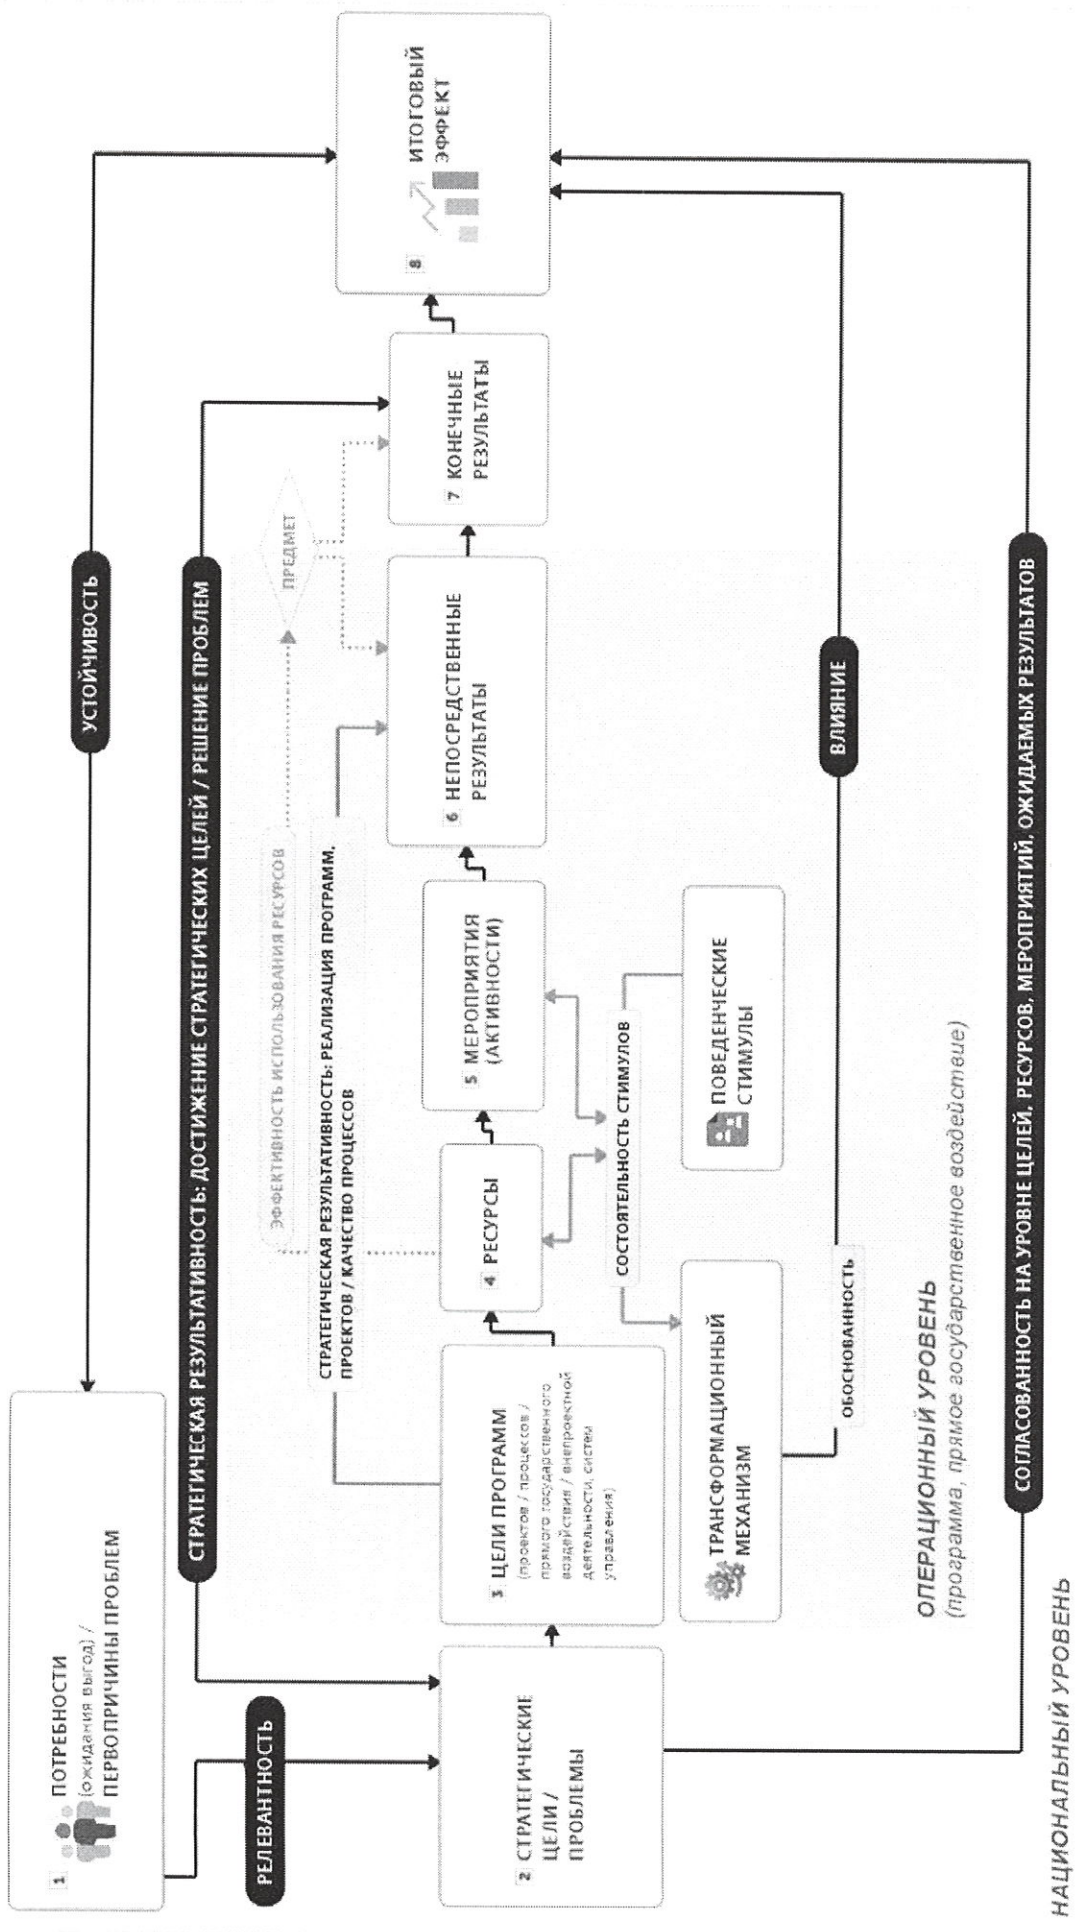 1 ПОТРЕБНОСТИ
(ожидания выгод) /
ПЕРВОПРИЧИНЫ ПРОБЛЕМ
УСТОЙЧИВОСТЬ
СТРАТЕГИЧЕСКАЯ РЕЗУЛЬТАТИВНОСТЬ: ДОСТИЖЕНИЕ СТРАТЕГИЧЕСКИХ ЦЕЛЕЙ / РЕШЕНИЕ ПРОБЛЕМ
РЕЛЕВАНТНОСТЬ
ЭФФЕКТИВНОСТЬ ИСПОЛЬЗОВАНИЯ РЕСУРСОВ
ПРЕДМЕТ
СТРАТЕГИЧЕСКАЯ РЕЗУЛЬТАТИВНОСТЬ: РЕАЛИЗАЦИЯ ПРОГРАММ,
ПРОЕКТОВ / КАЧЕСТВО ПРОЦЕССОВ
2 СТРАТЕГИЧЕСКИЕ
ЦЕЛИ /
ПРОБЛЕМЫ
3 ЦЕЛИ ПРОГРАММ
(проектов / процессов /
прямого государственного
воздействия / внепроектной
деятельности, систем
управления)
4 РЕСУРСЫ
5 МЕРОПРИЯТИЯ
(АКТИВНОСТИ)
6 НЕПОСРЕДСТВЕННЫЕ
РЕЗУЛЬТАТЫ
7 КОНЕЧНЫЕ
РЕЗУЛЬТАТЫ
8 ИТОГОВЫЙ
ЭФФЕКТ
СОСТОЯТЕЛЬНОСТЬ СТИМУЛОВ
ТРАНСФОРМАЦИОННЫЙ
МЕХАНИЗМ
ПОВЕДЕНЧЕСКИЕ
СТИМУЛЫ
ОБОСНОВАННОСТЬ
ВЛИЯНИЕ
ОПЕРАЦИОННЫЙ УРОВЕНЬ
(программа, прямое государственное воздействие)
СОГЛАСОВАННОСТЬ НА УРОВНЕ ЦЕЛЕЙ, РЕСУРСОВ, МЕРОПРИЯТИЙ, ОЖИДАЕМЫХ РЕЗУЛЬТАТОВ
НАЦИОНАЛЬНЫЙ УРОВЕНЬ